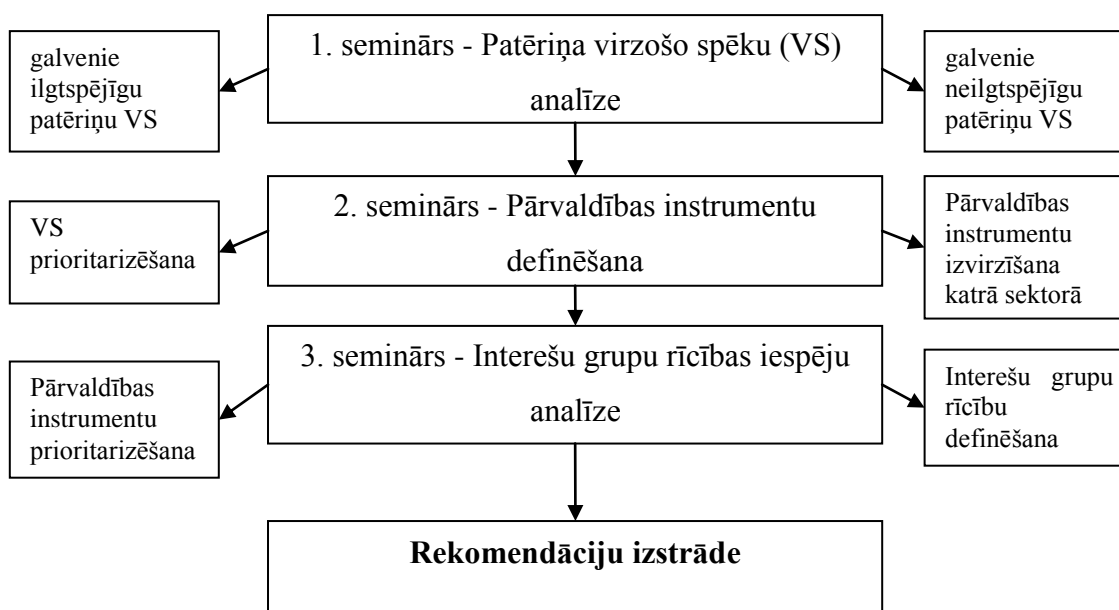 1. seminārs - Patēriņa virzošo spēku (VS)
analīze
galvenie
ilgtspējīgu
patēriņu VS
galvenie
neilgtspējīgu
patēriņu VS
2. seminārs - Pārvaldības instrumentu
definēšana
VS
prioritarizēšana
Pārvaldības
instrumentu
izvirzīšana
katrā sektorā
3. seminārs - Interešu grupu rīcības iespēju
analīze
Pārvaldības
instrumentu
prioritarizēšana
Interešu grupu
rīcību
definēšana
Rekomendāciju izstrāde